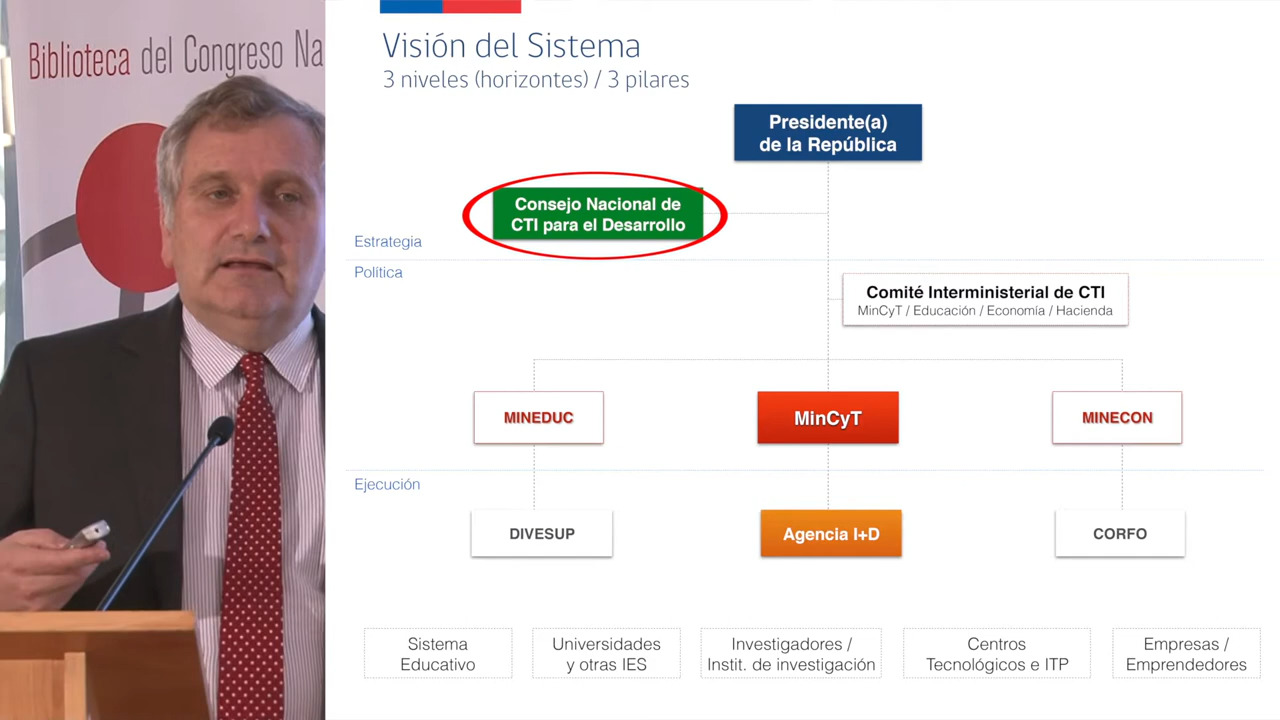 Biblioteca del Congreso Na
Visión del Sistema
3 niveles (horizontes) / 3 pilares
Presidente(a)
de la República
Consejo Nacional de
CTI para el Desarrollo
Estrategia
Política
Comité Interministerial de CTI
MinCyT / Educación / Economía / Hacienda
MINEDUC
MinCyT
MINECON
Ejecución
DIVESUP
Agencia I+D
CORFO
Sistema
Educativo
Universidades
y otras IES
Investigadores /
Instit. de investigación
Centros
Tecnológicos e ITP
Empresas /
Emprendedores